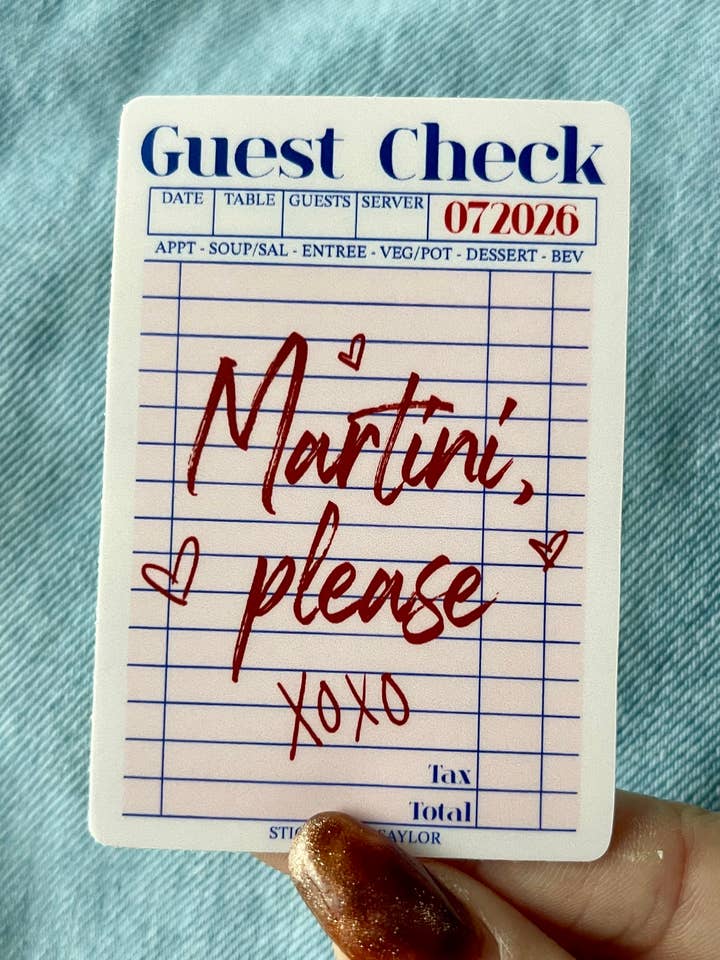 Guest Check
DATE TABLE GUESTS SERVER 072026
APPT - SOUP/SAL - ENTREE - VEG/POT - DESSERT - BEV
Martini,
please
XOXO
Tax
Total
SAYLOR